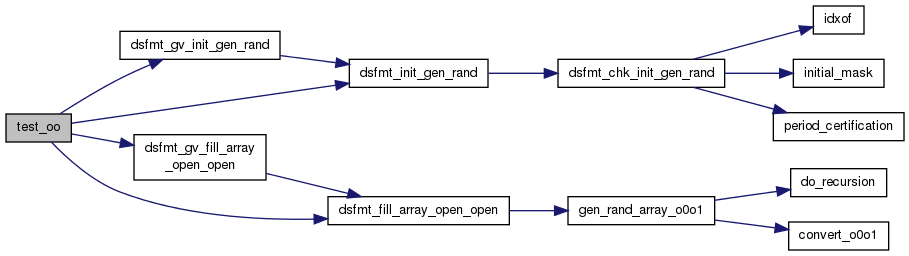 test_oo
dsfmt_gv_init_gen_rand
dsfmt_init_gen_rand
dsfmt_chk_init_gen_rand
idxof
initial_mask
period_certification
dsfmt_gv_fill_array
_open_open
dsfmt_fill_array_open_open
gen_rand_array_o0o1
do_recursion
convert_o0o1